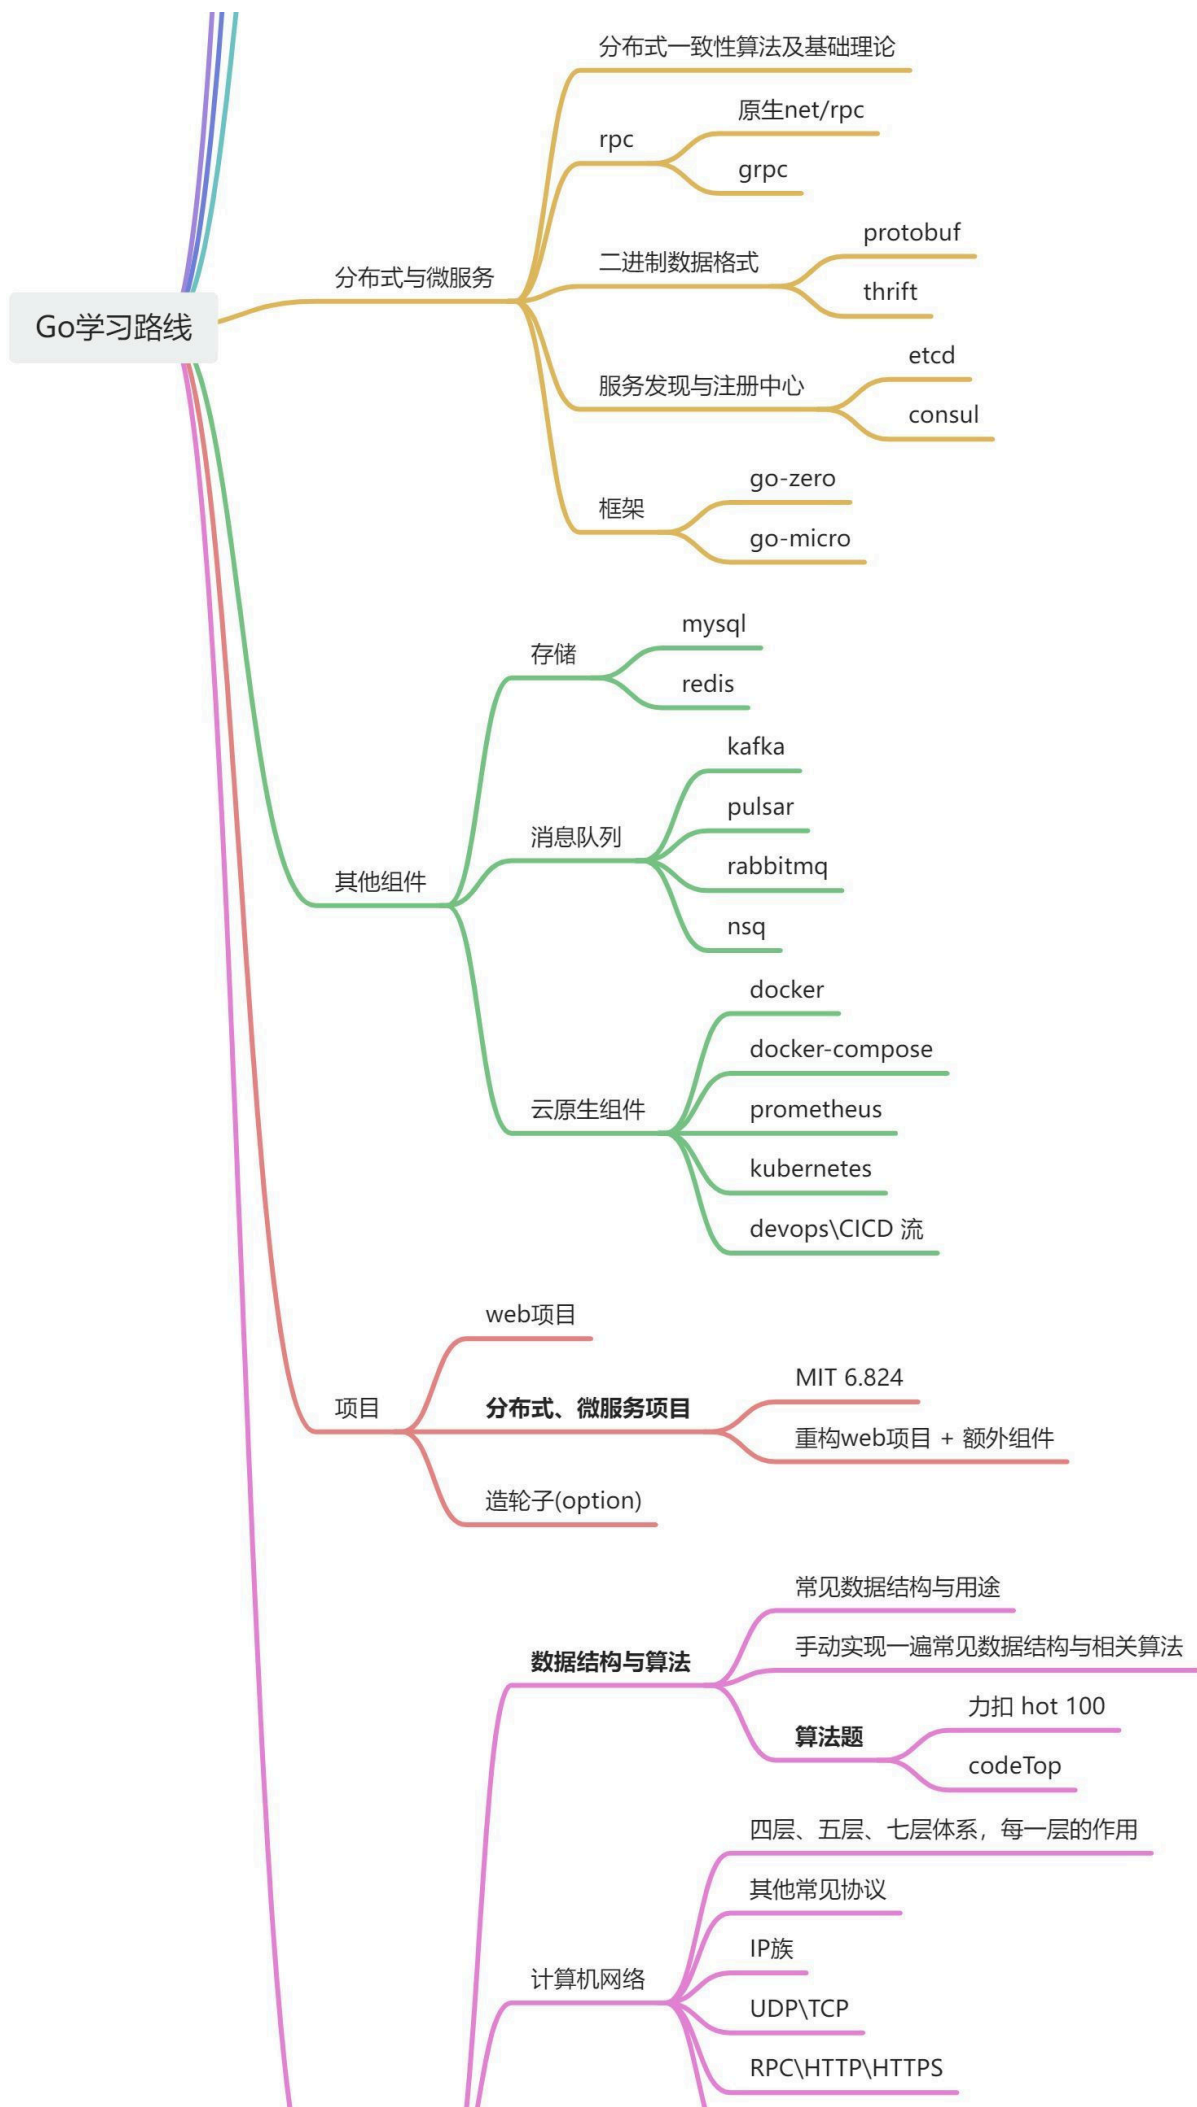 Go学习路线
分布式与微服务
分布式一致性算法及基础理论
rpc
原生net/rpc
grpc
二进制数据格式
protobuf
thrift
服务发现与注册中心
etcd
consul
框架
go-zero
go-micro
其他组件
存储
mysql
redis
消息队列
kafka
pulsar
rabbitmq
nsq
云原生组件
docker
docker-compose
prometheus
kubernetes
devops\CICD 流
项目
web项目
分布式、微服务项目
MIT 6.824
重构web项目 + 额外组件
造轮子(option)
数据结构与算法
常见数据结构与用途
手动实现一遍常见数据结构与相关算法
算法题
力扣 hot 100
codeTop
计算机网络
四层、五层、七层体系，每一层的作用
其他常见协议
IP族
UDP\TCP
RPC\HTTP\HTTPS